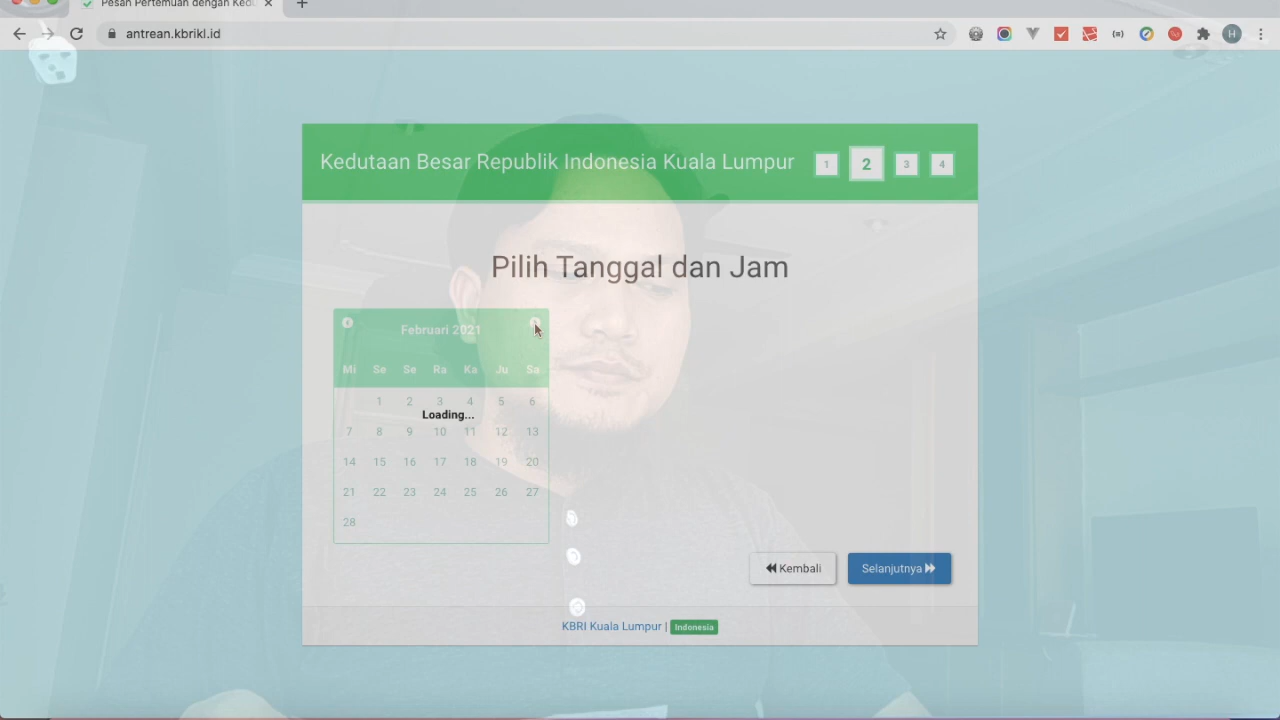 Pesan Pertemuan dengan Kedu
antrean.kbrikl.id
H
Kedutaan Besar Republik Indonesia Kuala Lumpur 1 2 3 4
Pilih Tanggal dan Jam
Februari 2021
Mi Se Se Ra Ka Ju Sa
1 2 3 4 5 6
Loading...
7 8 9 10 11 12 13
14 15 16 17 18 19 20
21 22 23 24 25 26 27
28
Kembali Selanjutnya
KBRI Kuala Lumpur | Indonesia